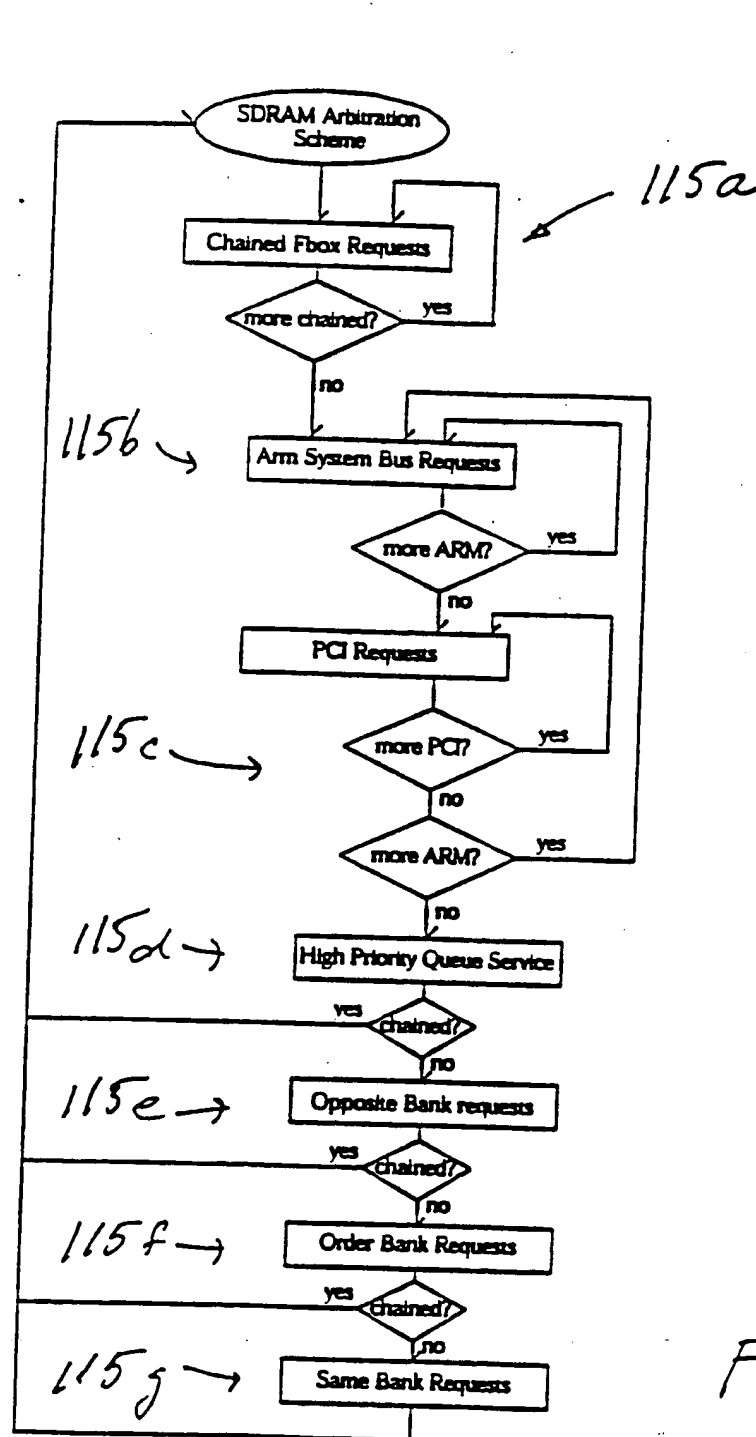 SDRAM Arbitration
Scheme
115a
Chained Fbox Requests
more chained?
yes
no
115b
Arm System Bus Requests
more ARM?
yes
no
PCI Requests
115c
more PCI?
yes
no
more ARM?
yes
no
115d
High Priority Queue Service
yes
chained?
no
115e
Opposite Bank requests
yes
chained?
no
115f
Order Bank Requests
yes
chained?
no
115g
Same Bank Requests
F